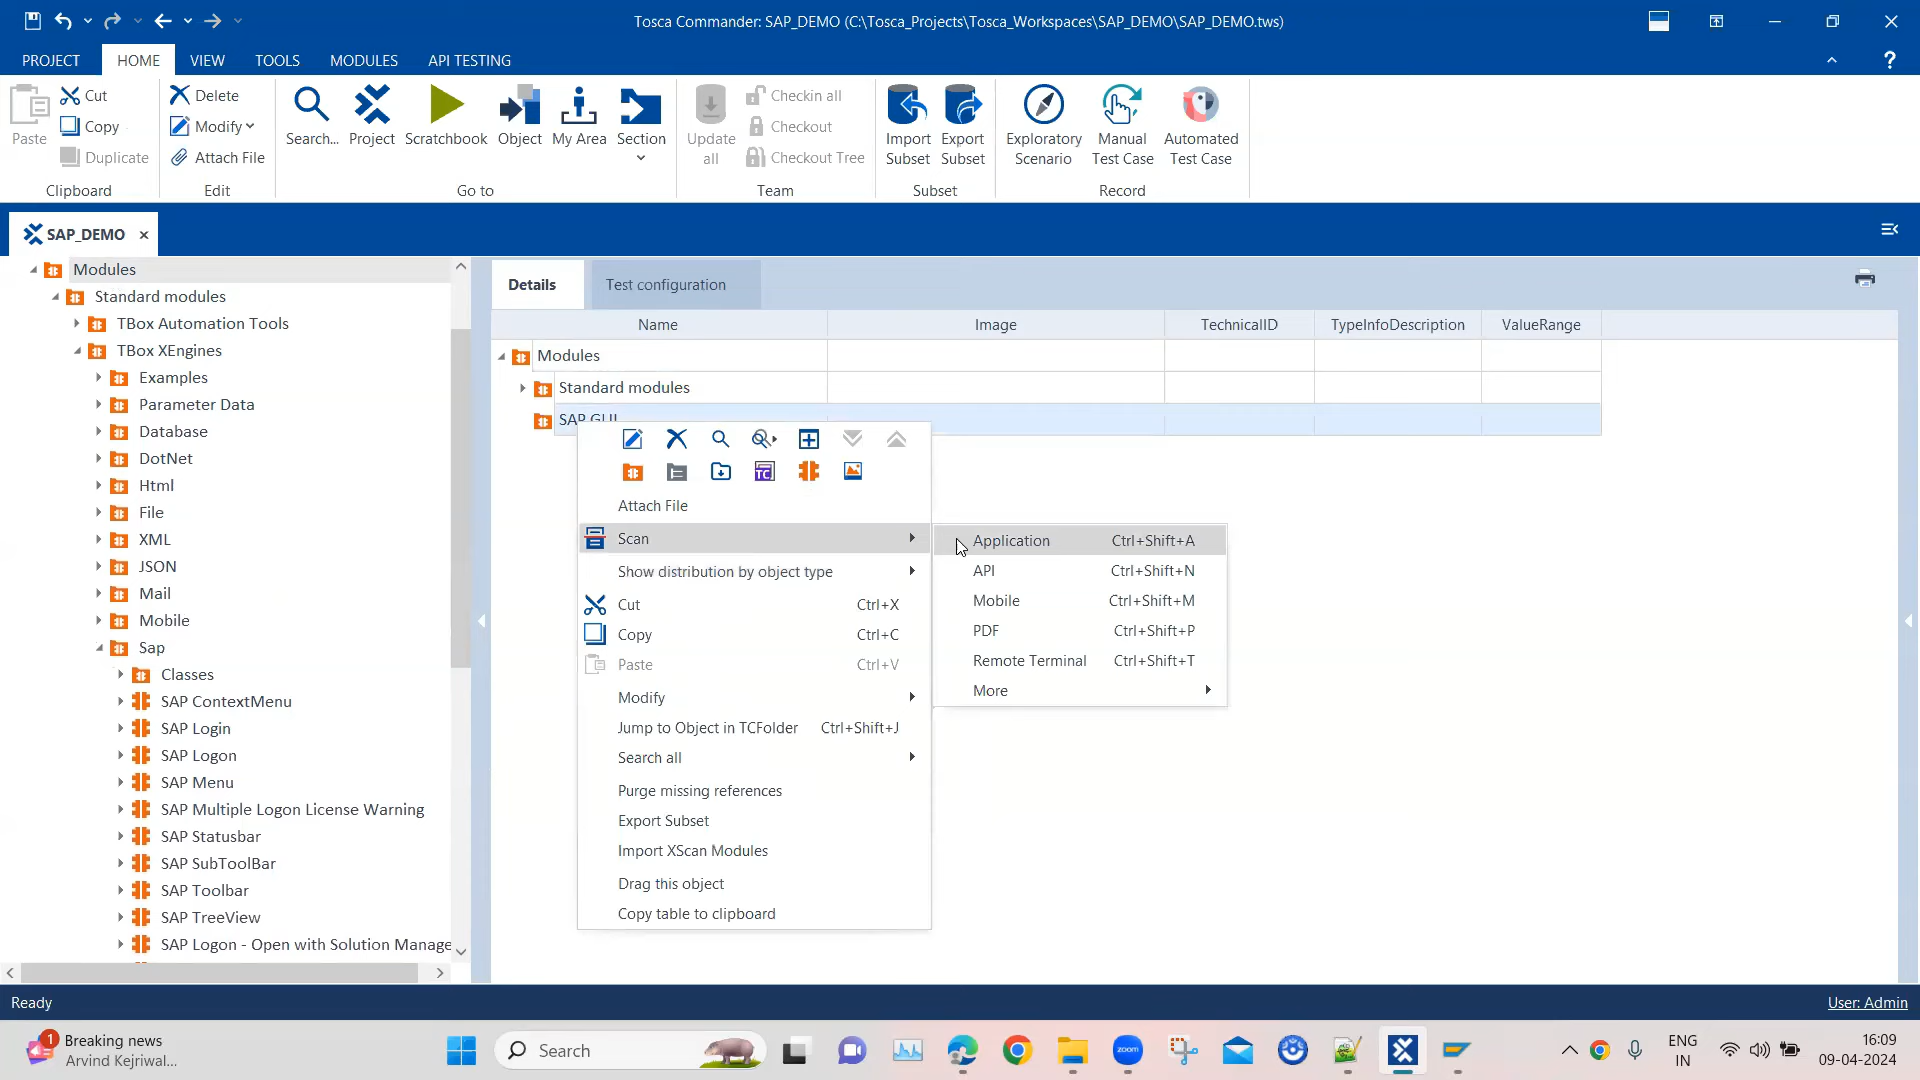 Tosca Commander: SAP_DEMO (C:\Tosca_Projects\Tosca_Workspaces\SAP_DEMO\SAP_DEMO.tws)
PROJECT HOME VIEW TOOLS MODULES API TESTING
?
Paste
Cut
Copy
Duplicate
Clipboard
Delete
Modify
Attach File
Edit
Search...
Project
Scratchbook
Object
My Area
Section
Go to
Update all
Checkin all
Checkout
Checkout Tree
Team
Import Subset
Export Subset
Subset
Exploratory Scenario
Manual Test Case
Automated Test Case
Record
SAP_DEMO ×
Modules
Standard modules
TBox Automation Tools
TBox XEngines
Examples
Parameter Data
Database
DotNet
Html
File
XML
JSON
Mail
Mobile
Sap
Classes
SAP ContextMenu
SAP Login
SAP Logon
SAP Menu
SAP Multiple Logon License Warning
SAP Statusbar
SAP SubToolBar
SAP Toolbar
SAP TreeView
SAP Logon - Open with Solution Manage
Details Test configuration
Name Image TechnicalID TypeInfoDescription ValueRange
Modules
Standard modules
SAP GUI
TC
Attach File
Scan
Show distribution by object type
Cut Ctrl+X
Copy Ctrl+C
Paste Ctrl+V
Modify
Jump to Object in TCFolder Ctrl+Shift+J
Search all
Purge missing references
Export Subset
Import XScan Modules
Drag this object
Copy table to clipboard
Application Ctrl+Shift+A
API Ctrl+Shift+N
Mobile Ctrl+Shift+M
PDF Ctrl+Shift+P
Remote Terminal Ctrl+Shift+T
More
Ready
User: Admin
1
Breaking news
Arvind Kejriwal...
Search
zoom
ENG
IN
16:09
09-04-2024